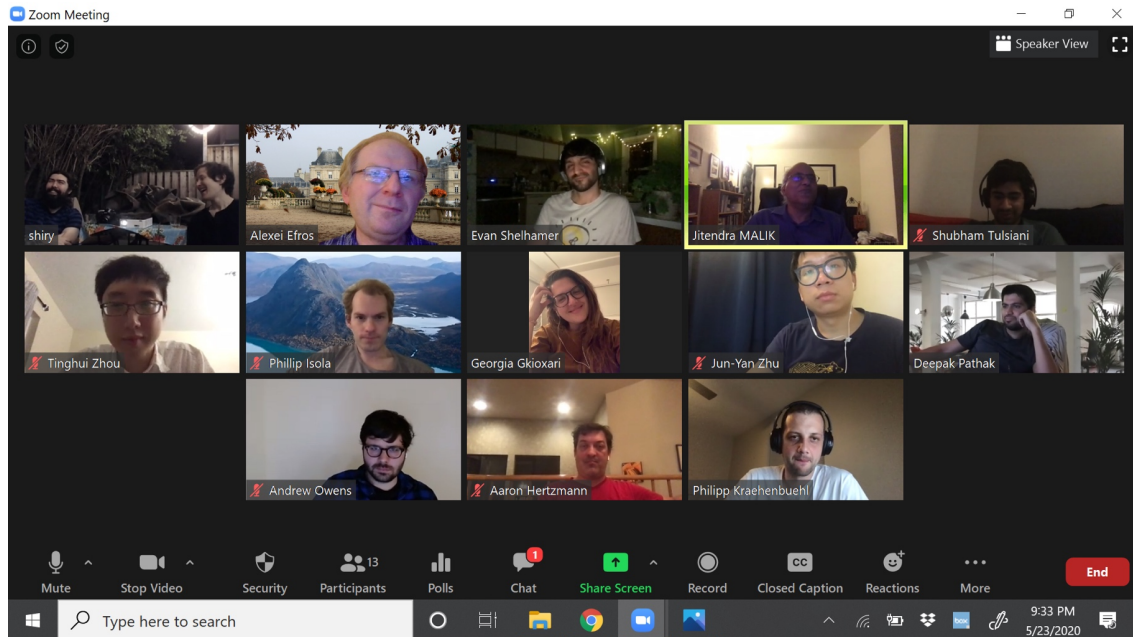 Zoom Meeting
Speaker View
shiry
Alexei Efros
Evan Shelhamer
Jitendra MALIK
Shubham Tulsiani
Tinghui Zhou
Phillip Isola
Georgia Gkioxari
Jun-Yan Zhu
Deepak Pathak
Andrew Owens
Aaron Hertzmann
Philipp Kraehenbuehl
13
1
CC
Mute
Stop Video
Security
Participants
Polls
Chat
Share Screen
Record
Closed Caption
Reactions
More
End
Type here to search
box
9:33 PM
5/23/2020